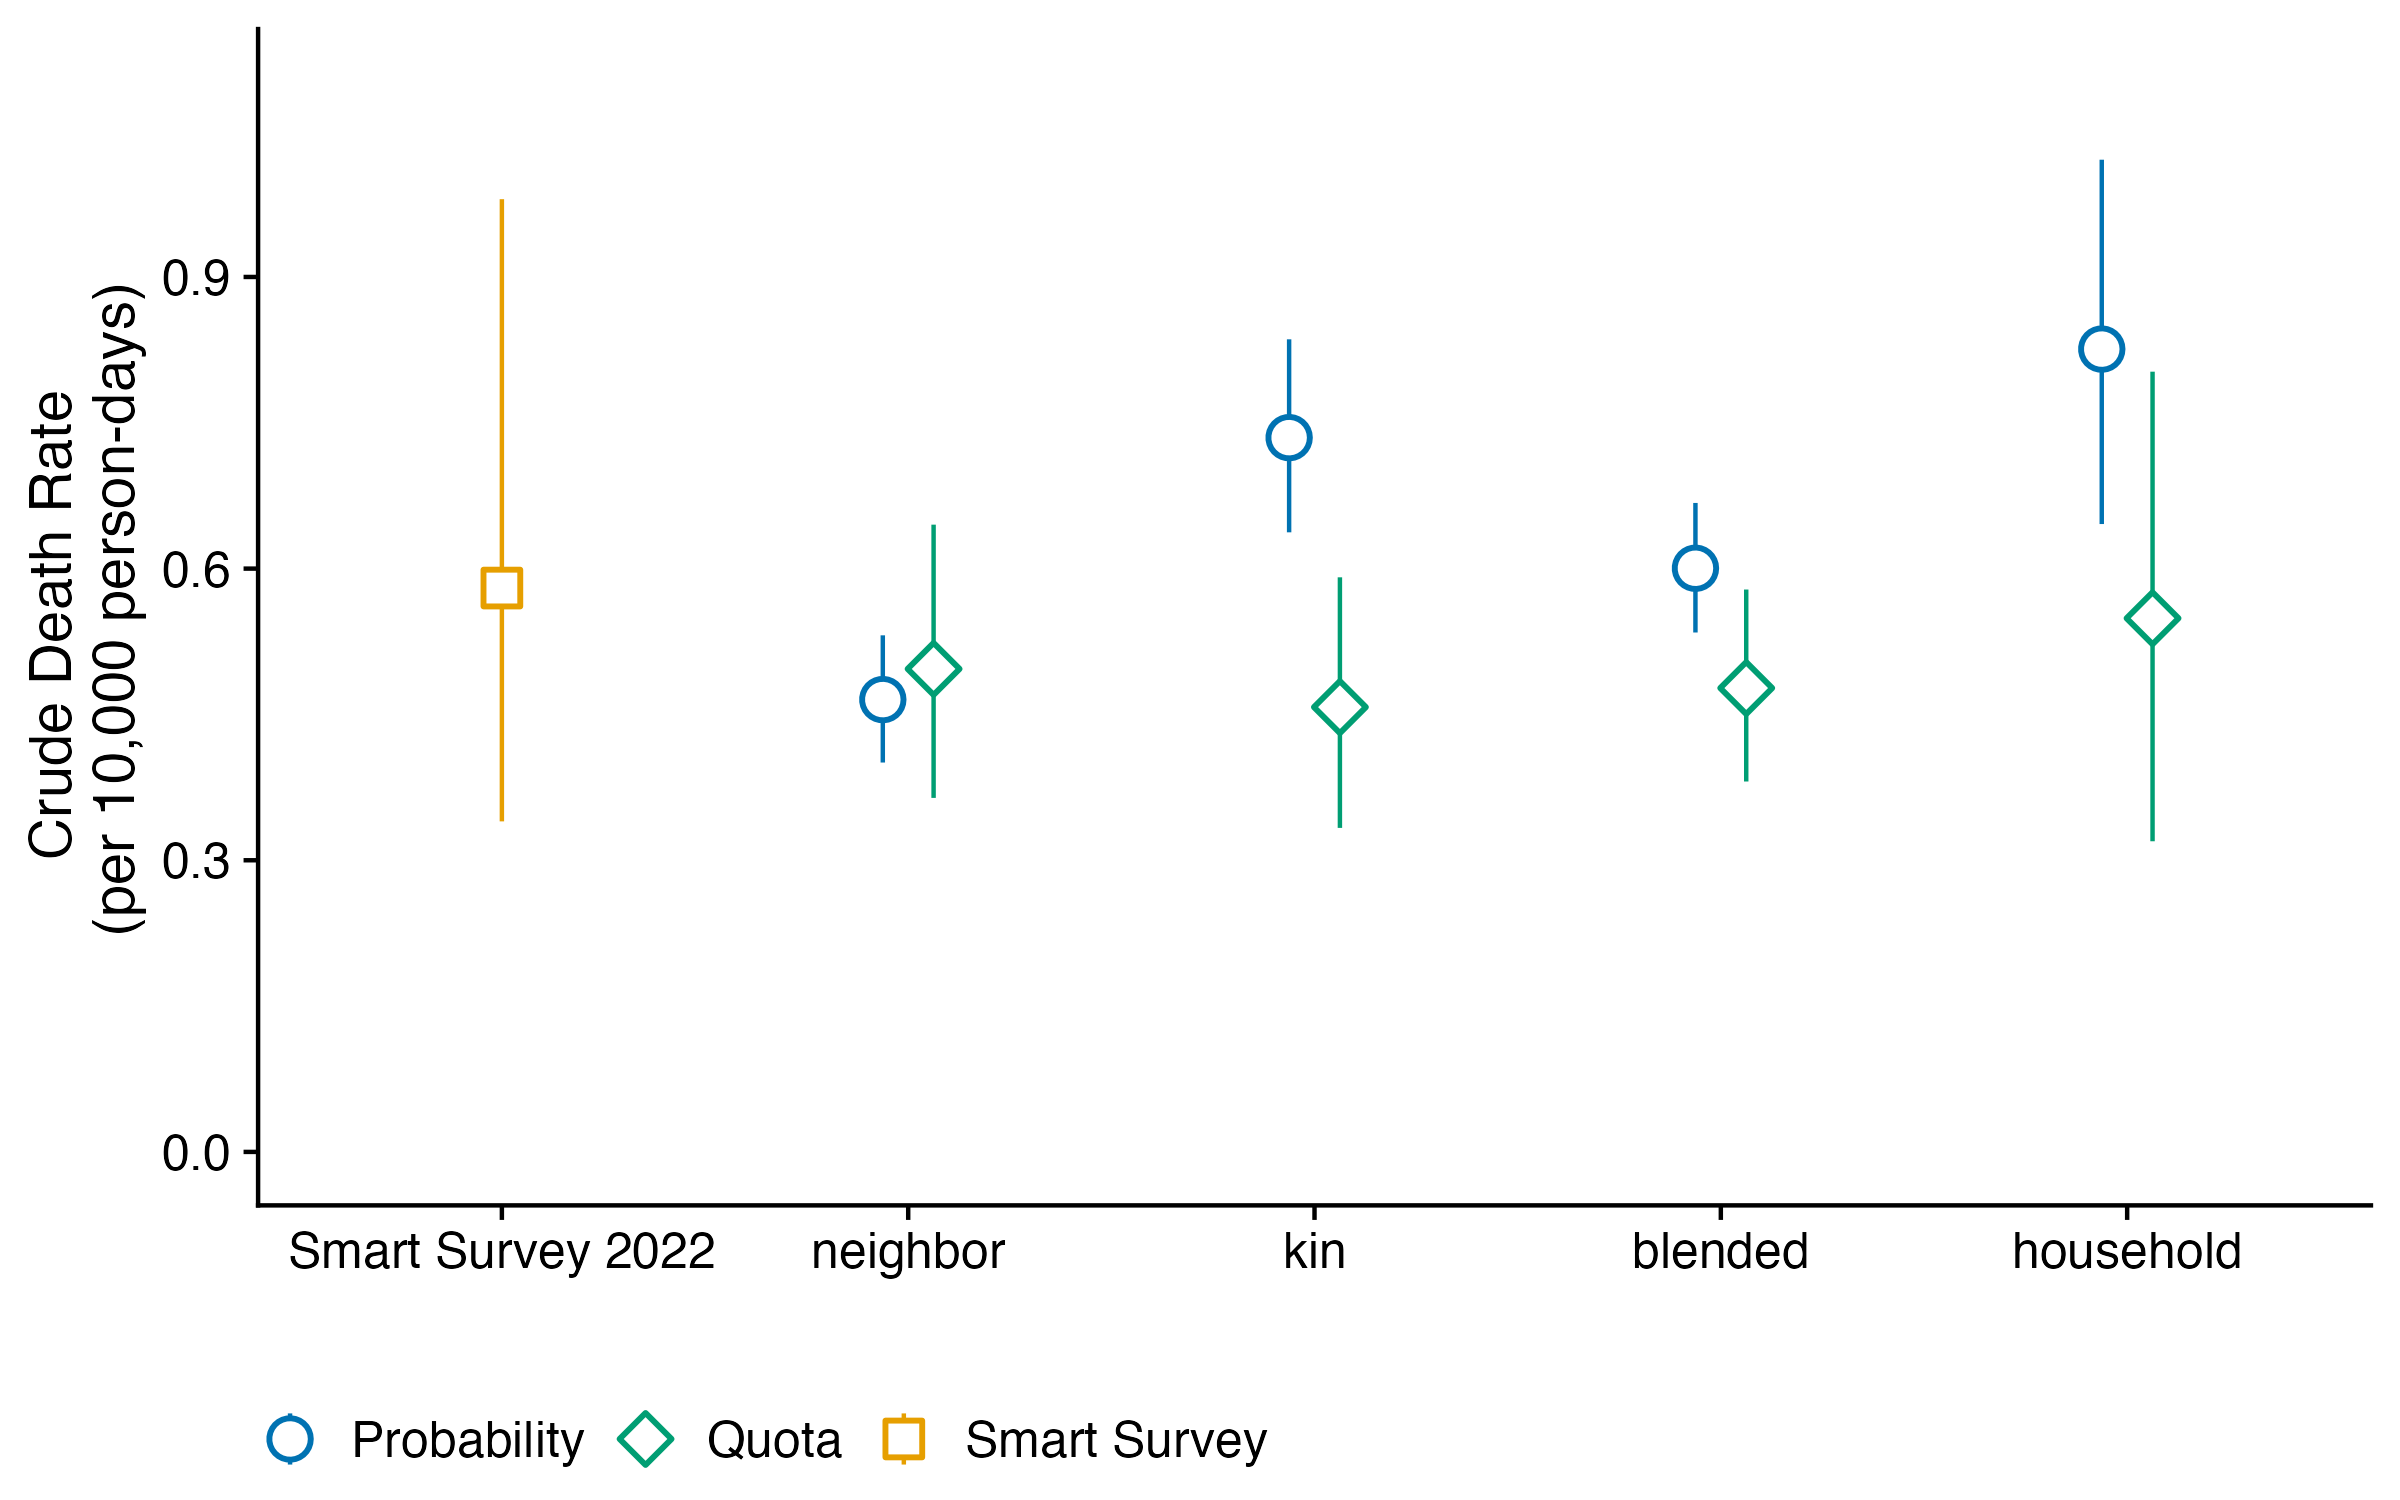 Crude Death Rate
(per 10,000 person-days)
0.9
0.6
0.3
0.0
Smart Survey 2022 neighbor kin blended household
Probability Quota Smart Survey